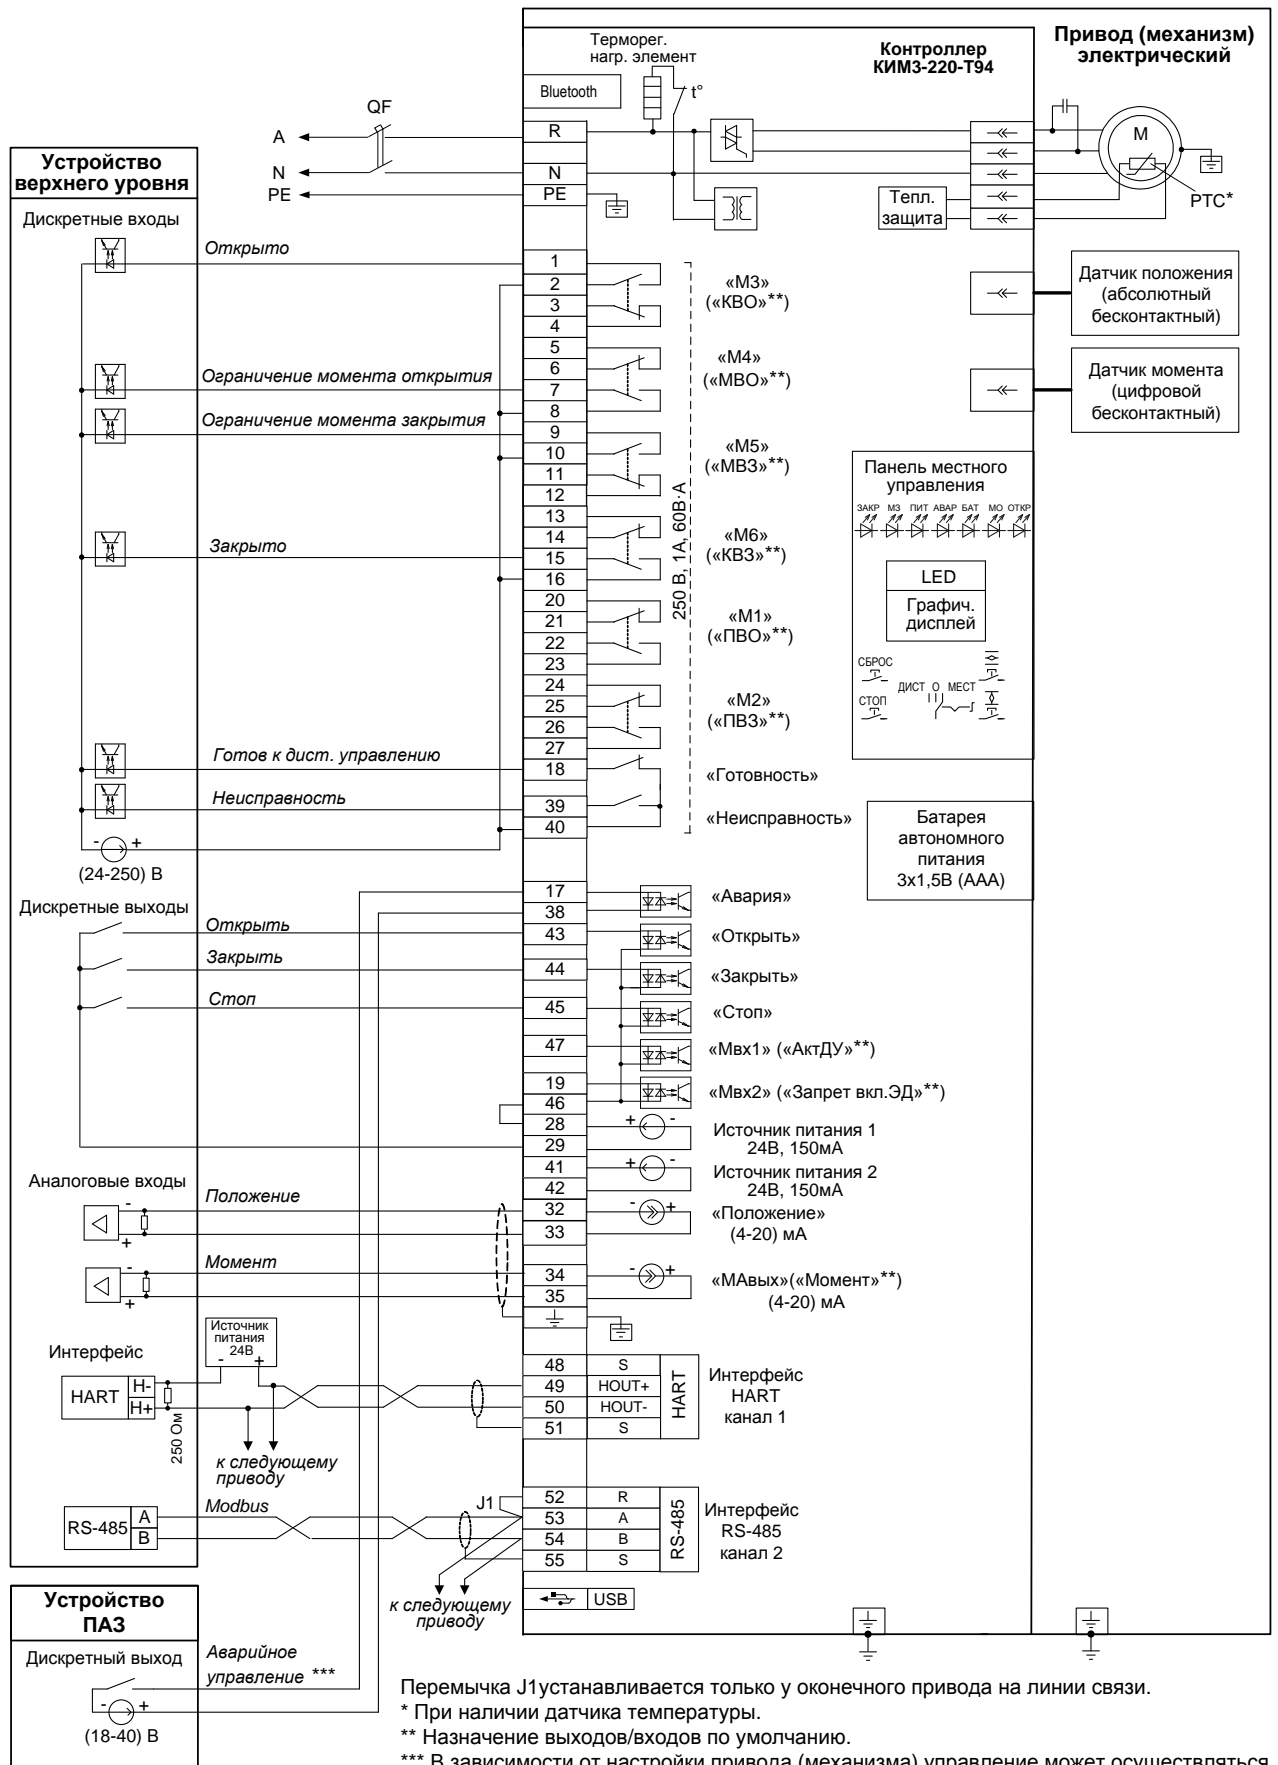 Терморег.
нагр. элемент
Контроллер
КИМ3-220-Т94
Привод (механизм)
электрический
Bluetooth
t°
QF
A
N
PE
R
N
PE
M
PTC*
Тепл.
защита
Устройство
верхнего уровня
Дискретные входы
Открыто
Ограничение момента открытия
Ограничение момента закрытия
Закрыто
Готов к дист. управлению
Неисправность
- +
(24-250) В
1
2
3
4
5
6
7
8
9
10
11
12
13
14
15
16
20
21
22
23
24
25
26
27
18
39
40
«М3»
(«КВО»**)
«М4»
(«МВО»**)
«М5»
(«МВЗ»**)
«М6»
(«КВЗ»**)
«М1»
(«ПВО»**)
«М2»
(«ПВЗ»**)
«Готовность»
«Неисправность»
250 В, 1А, 60В·А
Датчик положения
(абсолютный
бесконтактный)
Датчик момента
(цифровой
бесконтактный)
Панель местного
управления
ЗАКР МЗ ПИТ АВАР БАТ МО ОТКР
LED
Графич.
дисплей
СБРОС
СТОП
ДИСТ О МЕСТ
Батарея
автономного
питания
3х1,5В (ААА)
Дискретные выходы
Открыть
Закрыть
Стоп
17
38
43
44
45
47
19
46
28
29
41
42
32
33
34
35
«Авария»
«Открыть»
«Закрыть»
«Стоп»
«Мвх1» («АктДУ»**)
«Мвх2» («Запрет вкл.ЭД»**)
+ -
Источник питания 1
24В, 150мА
+ -
Источник питания 2
24В, 150мА
- +
«Положение»
(4-20) мА
- +
«МАвых»(«Момент»**)
(4-20) мА
Аналоговые входы
Положение
-
+
Момент
-
+
Источник
питания
24В
- +
Интерфейс
HART
H-
H+
250 Ом
к следующему
приводу
48 S
49 HOUT+
50 HOUT-
51 S
HART
Интерфейс
HART
канал 1
RS-485
A
B
Modbus
J1
52 R
53 A
54 B
55 S
RS-485
Интерфейс
RS-485
канал 2
к следующему
приводу
USB
Устройство
ПАЗ
Дискретный выход
Аварийное
управление ***
- +
(18-40) В
Перемычка J1устанавливается только у оконечного привода на линии связи.
* При наличии датчика температуры.
** Назначение выходов/входов по умолчанию.
*** В зависимости от настройки привода (механизма) управление может осуществляться